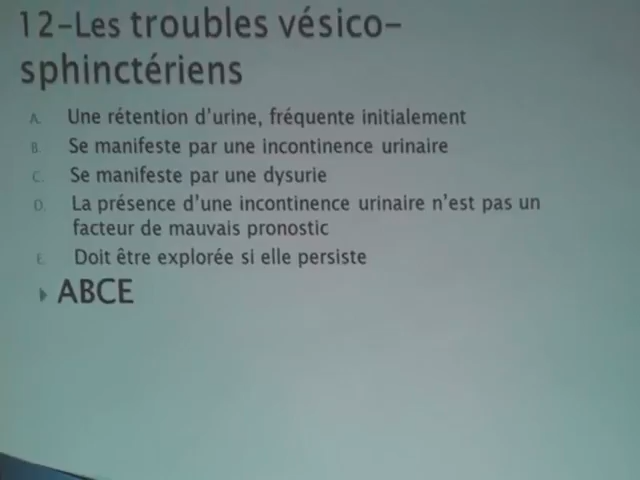 12-Les troubles vésico-
sphinctériens
A. Une rétention d'urine, fréquente initialement
B. Se manifeste par une incontinence urinaire
C. Se manifeste par une dysurie
D. La présence d'une incontinence urinaire n'est pas un
facteur de mauvais pronostic
E. Doit être explorée si elle persiste
ABCE